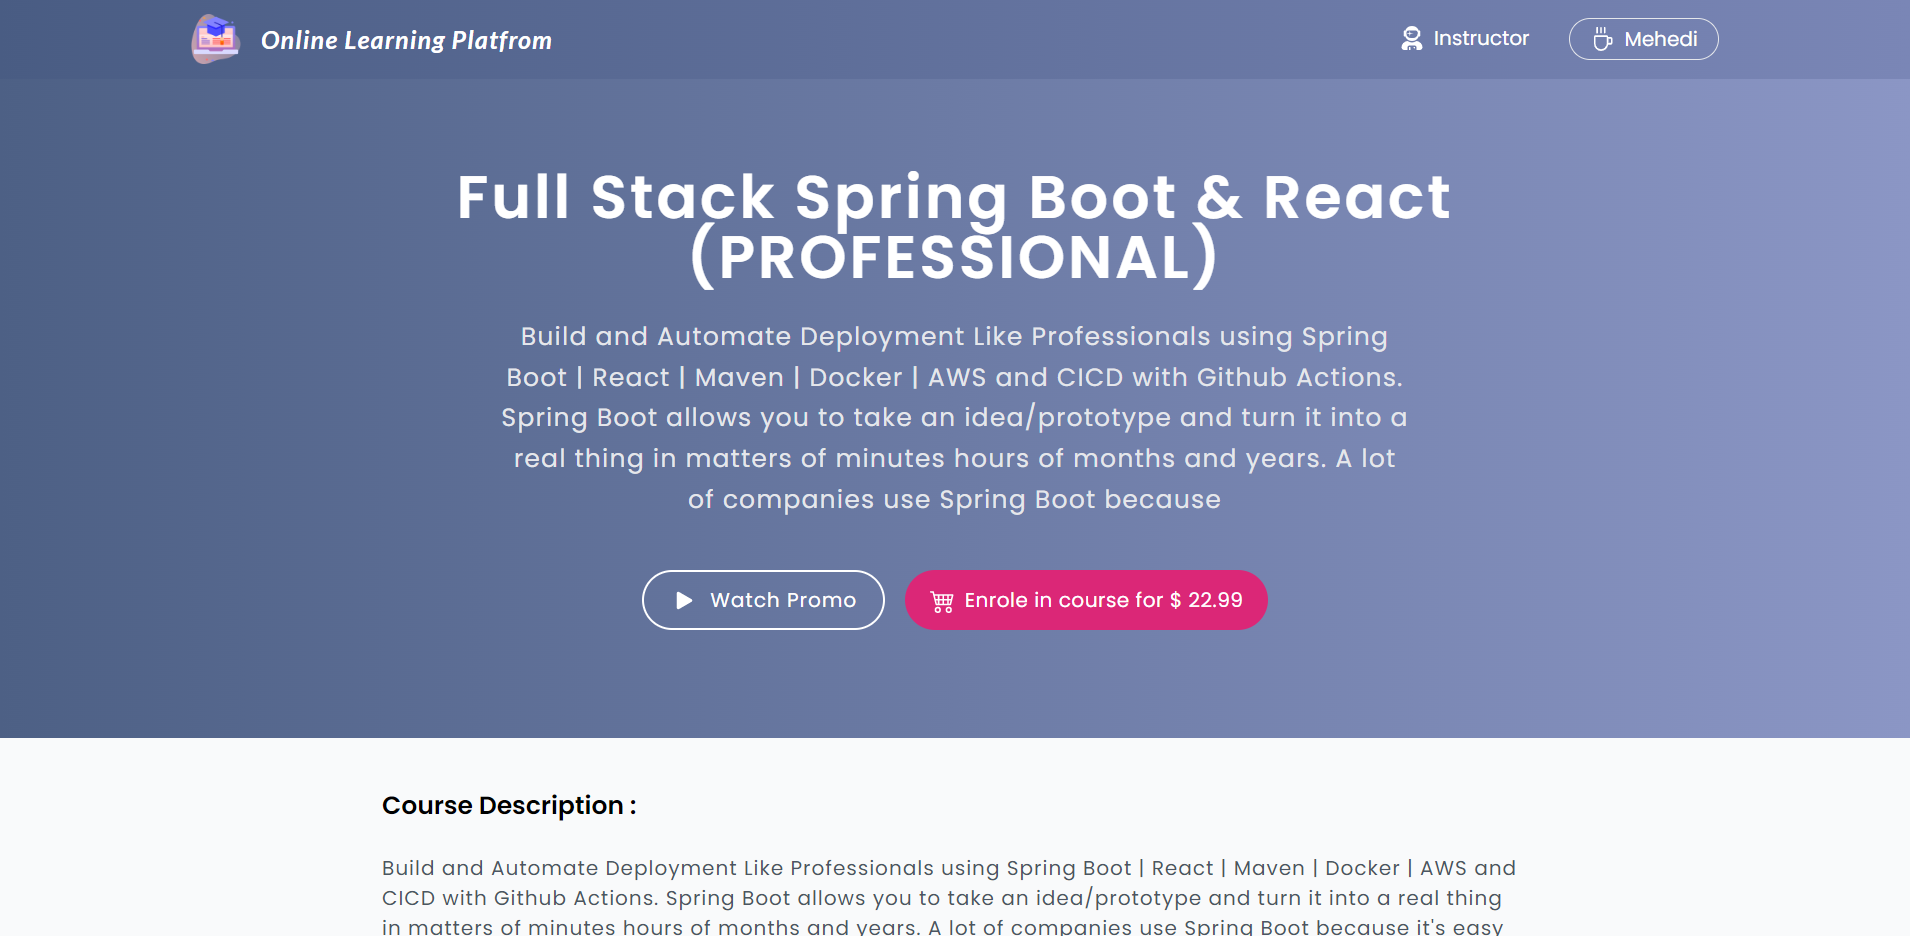 Online Learning Platfrom
Instructor
Mehedi
Full Stack Spring Boot & React
(PROFESSIONAL)
Build and Automate Deployment Like Professionals using Spring
Boot | React | Maven | Docker | AWS and CICD with Github Actions.
Spring Boot allows you to take an idea/prototype and turn it into a
real thing in matters of minutes hours of months and years. A lot
of companies use Spring Boot because
Watch Promo
Enrole in course for $ 22.99
Course Description :
Build and Automate Deployment Like Professionals using Spring Boot | React | Maven | Docker | AWS and
CICD with Github Actions. Spring Boot allows you to take an idea/prototype and turn it into a real thing
in matters of minutes hours of months and years. A lot of companies use Spring Boot because it's easy